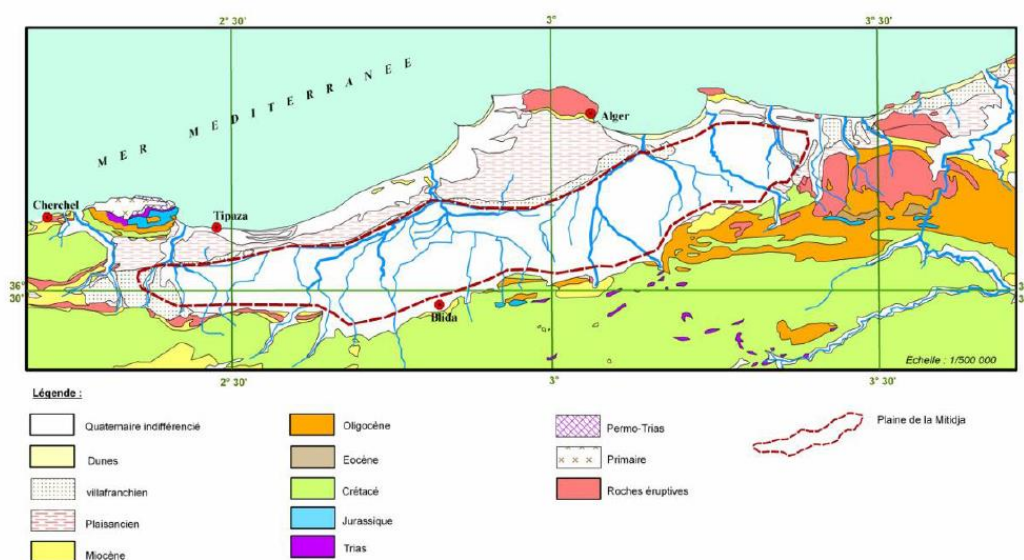 2° 30'
3°
3° 30'
MER MEDITERRANEE
Alger
Cherchel
Tipaza
36°
30'
Blida
Echelle : 1/500 000
2° 30'
3°
3° 30'
Légende :
Quaternaire indifférencié
Dunes
villafranchien
Plaisancien
Miocène
Oligocène
Eocène
Crétacé
Jurassique
Trias
Permo-Trias
Primaire
Roches éruptives
Plaine de la Mitidja